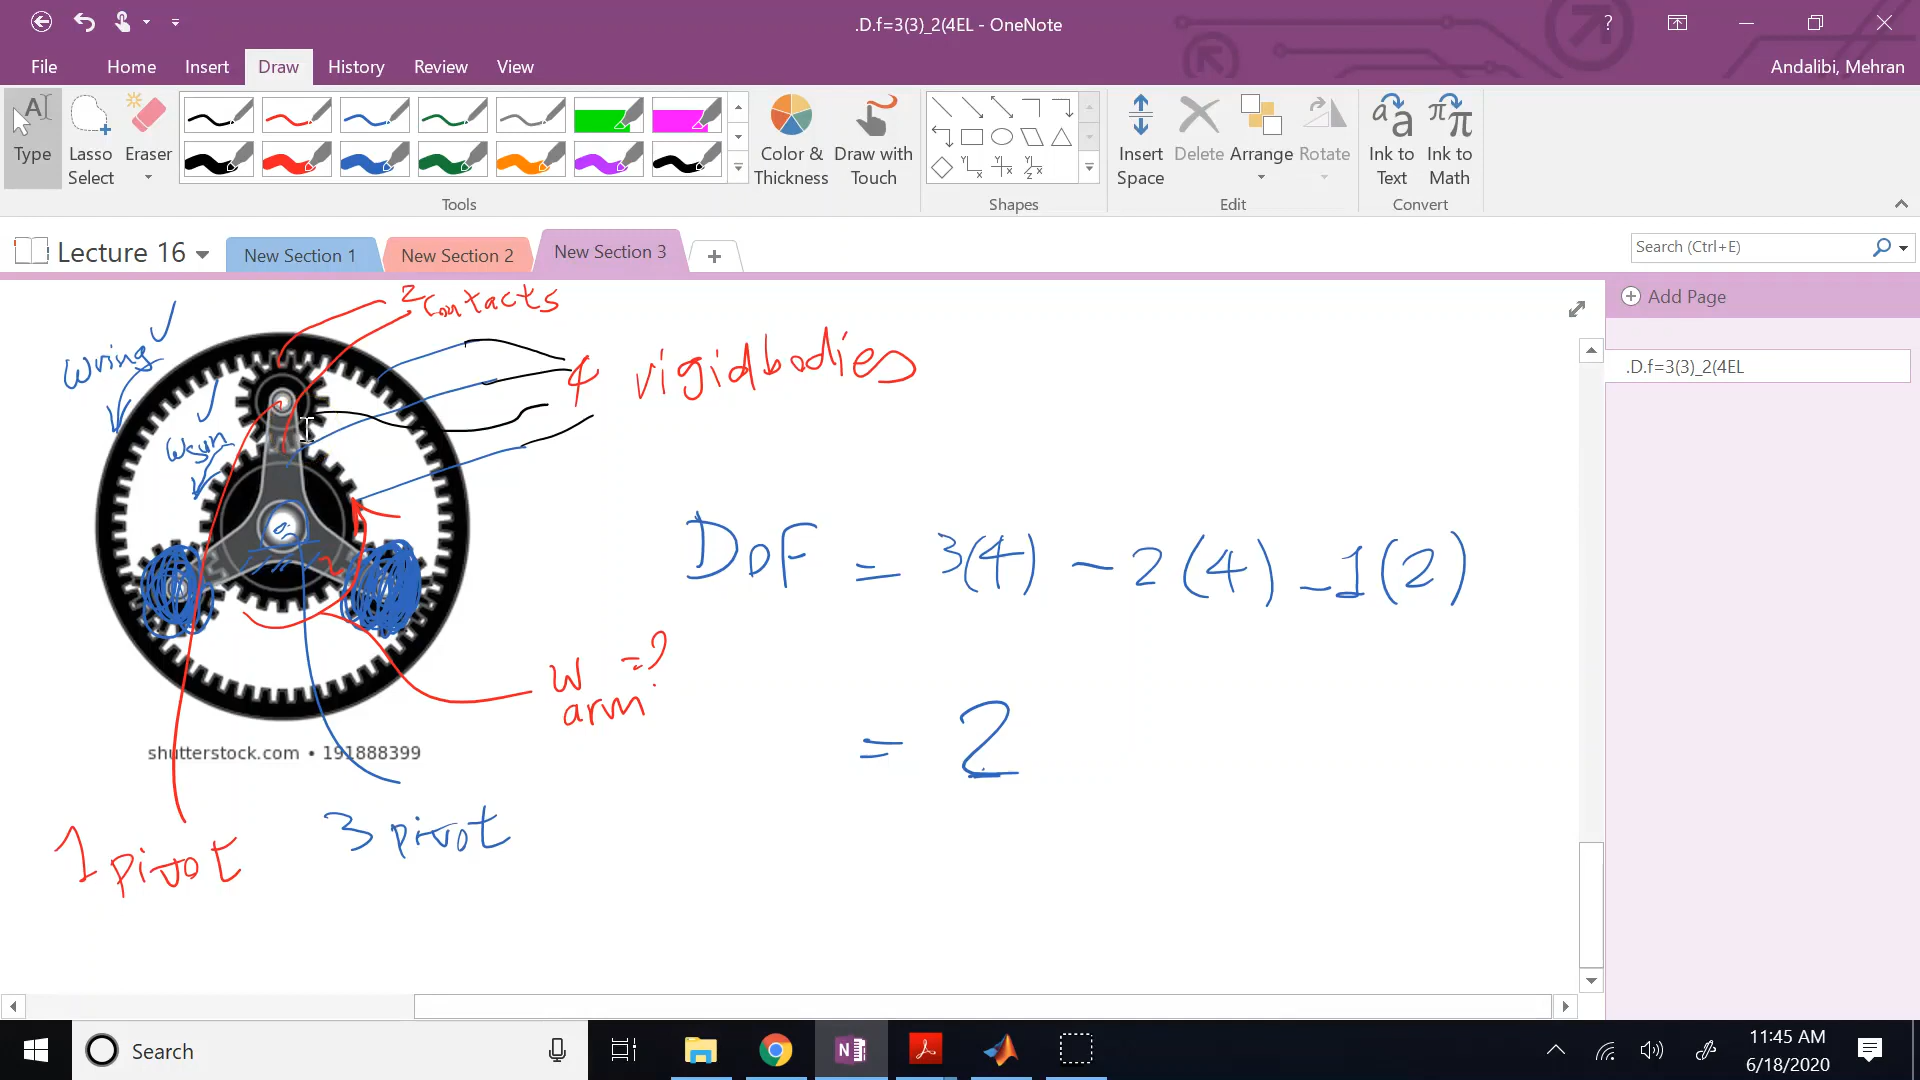 .D.f=3(3)_2(4EL - OneNote
File Home Insert Draw History Review View
Andalibi, Mehran
Type
Lasso Select
Eraser
Color & Thickness
Draw with Touch
Insert Space
Delete
Arrange
Rotate
Ink to Text
Ink to Math
Tools
Shapes
Edit
Convert
Lecture 16
New Section 1
New Section 2
New Section 3
Search (Ctrl+E)
Add Page
.D.f=3(3)_2(4EL
2 contacts
wring
4 rigidbodies
wsun
DOF = 3(4) - 2(4) - 1(2)
w arm =?
= 2
shutterstock.com • 191888399
3 pivot
1 pivot
Search
11:45 AM
6/18/2020